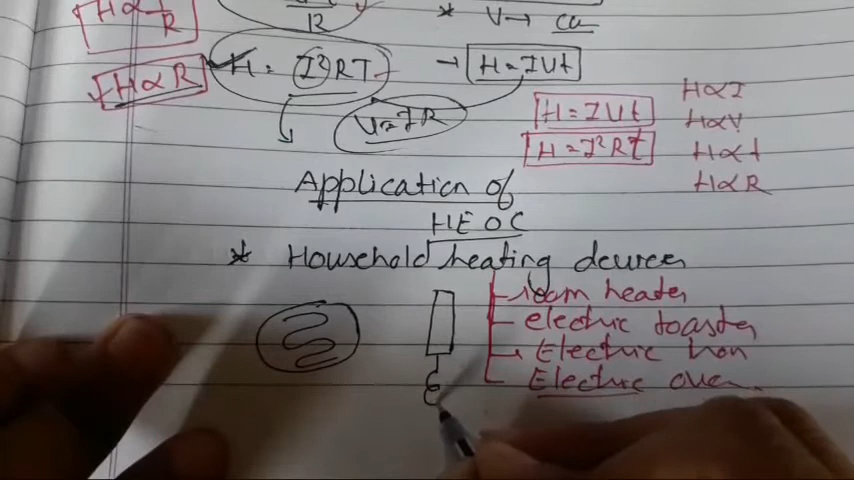 H ∝ 1/R
R
* V →
H = I²RT → H = IVt
H ∝ R
V = IR
H = IVt
H = I²Rt
H ∝ I
H ∝ V
H ∝ t
H ∝ R
Application of
HEOC
* Household heating devices
room heater
electric toaster
Electric Iron
Electric oven